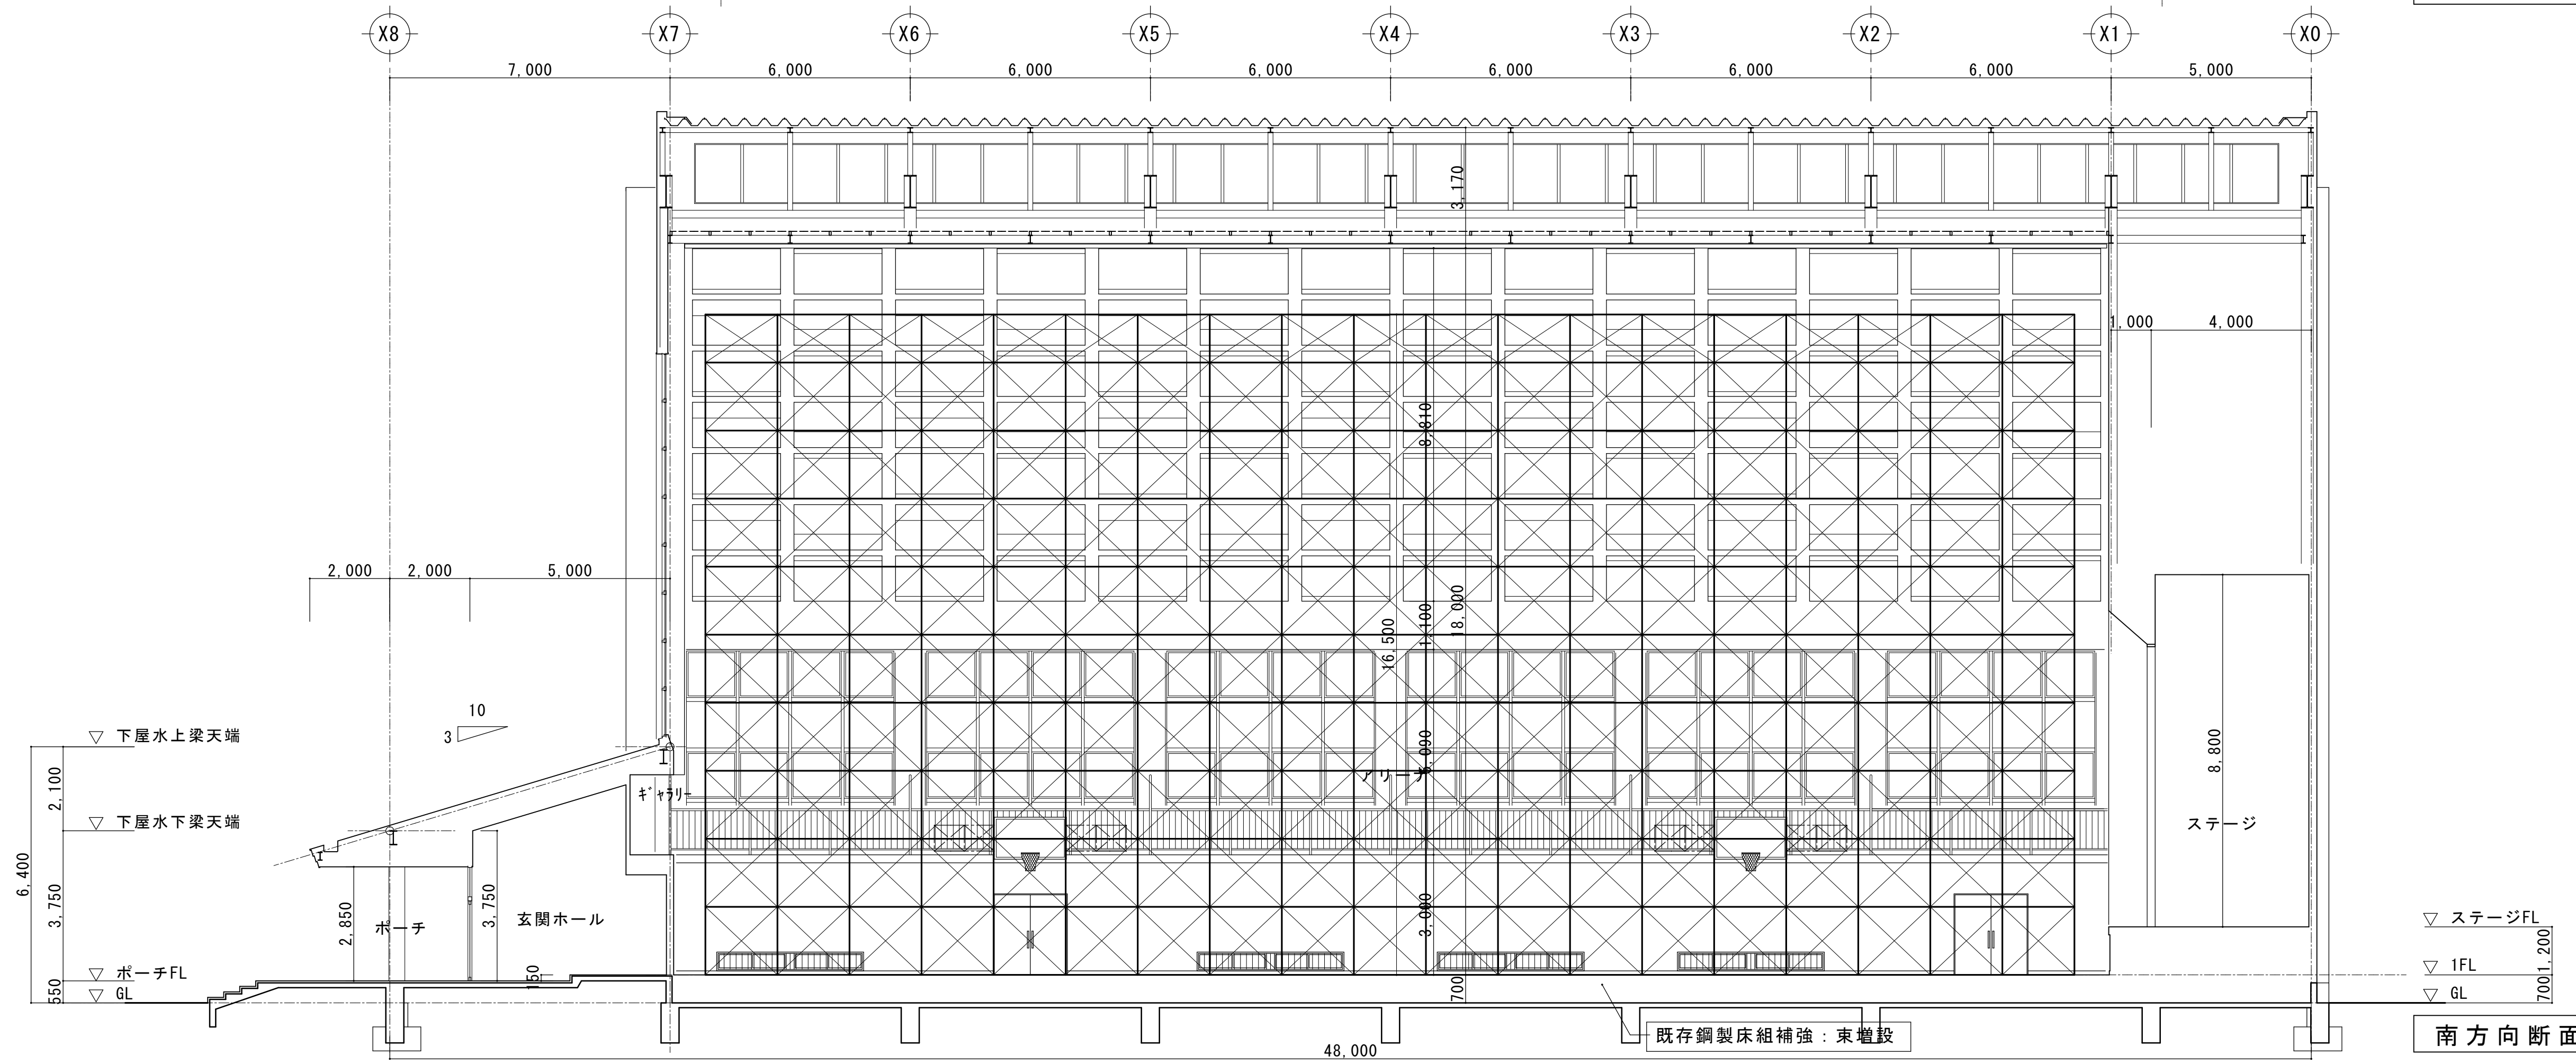 X8 X7 X6 X5 X4 X3 X2 X1 X0
7,000 6,000 6,000 6,000 6,000 6,000 6,000 5,000
3,170
1,000 4,000
8,810
2,000 2,000 5,000
1,100
18,000
16,500
10
3
▽ 下屋水上梁天端
2,100
5,090
8,800
アリーナ
ギャラリー
▽ 下屋水下梁天端
ステージ
6,400
3,750
2,850
ポーチ
3,750
玄関ホール
3,000
▽ ステージFL
1,200
▽ ポーチFL
150
▽ 1FL
550
▽ GL
700
700
▽ GL
既存鋼製床組補強：束増設
48,000
南方向断面